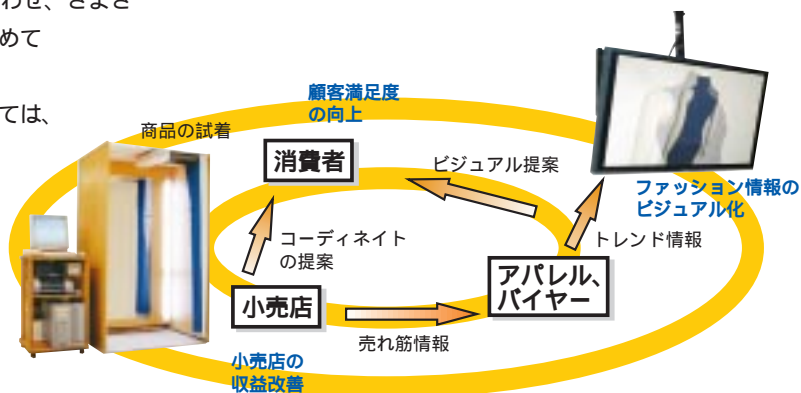 わせ、さまざ
めて
ては、
顧客満足度
の向上
商品の試着
消費者
ビジュアル提案
ファッション情報の
ビジュアル化
コーディネイト
の提案
トレンド情報
アパレル、
バイヤー
小売店
売れ筋情報
小売店の
収益改善